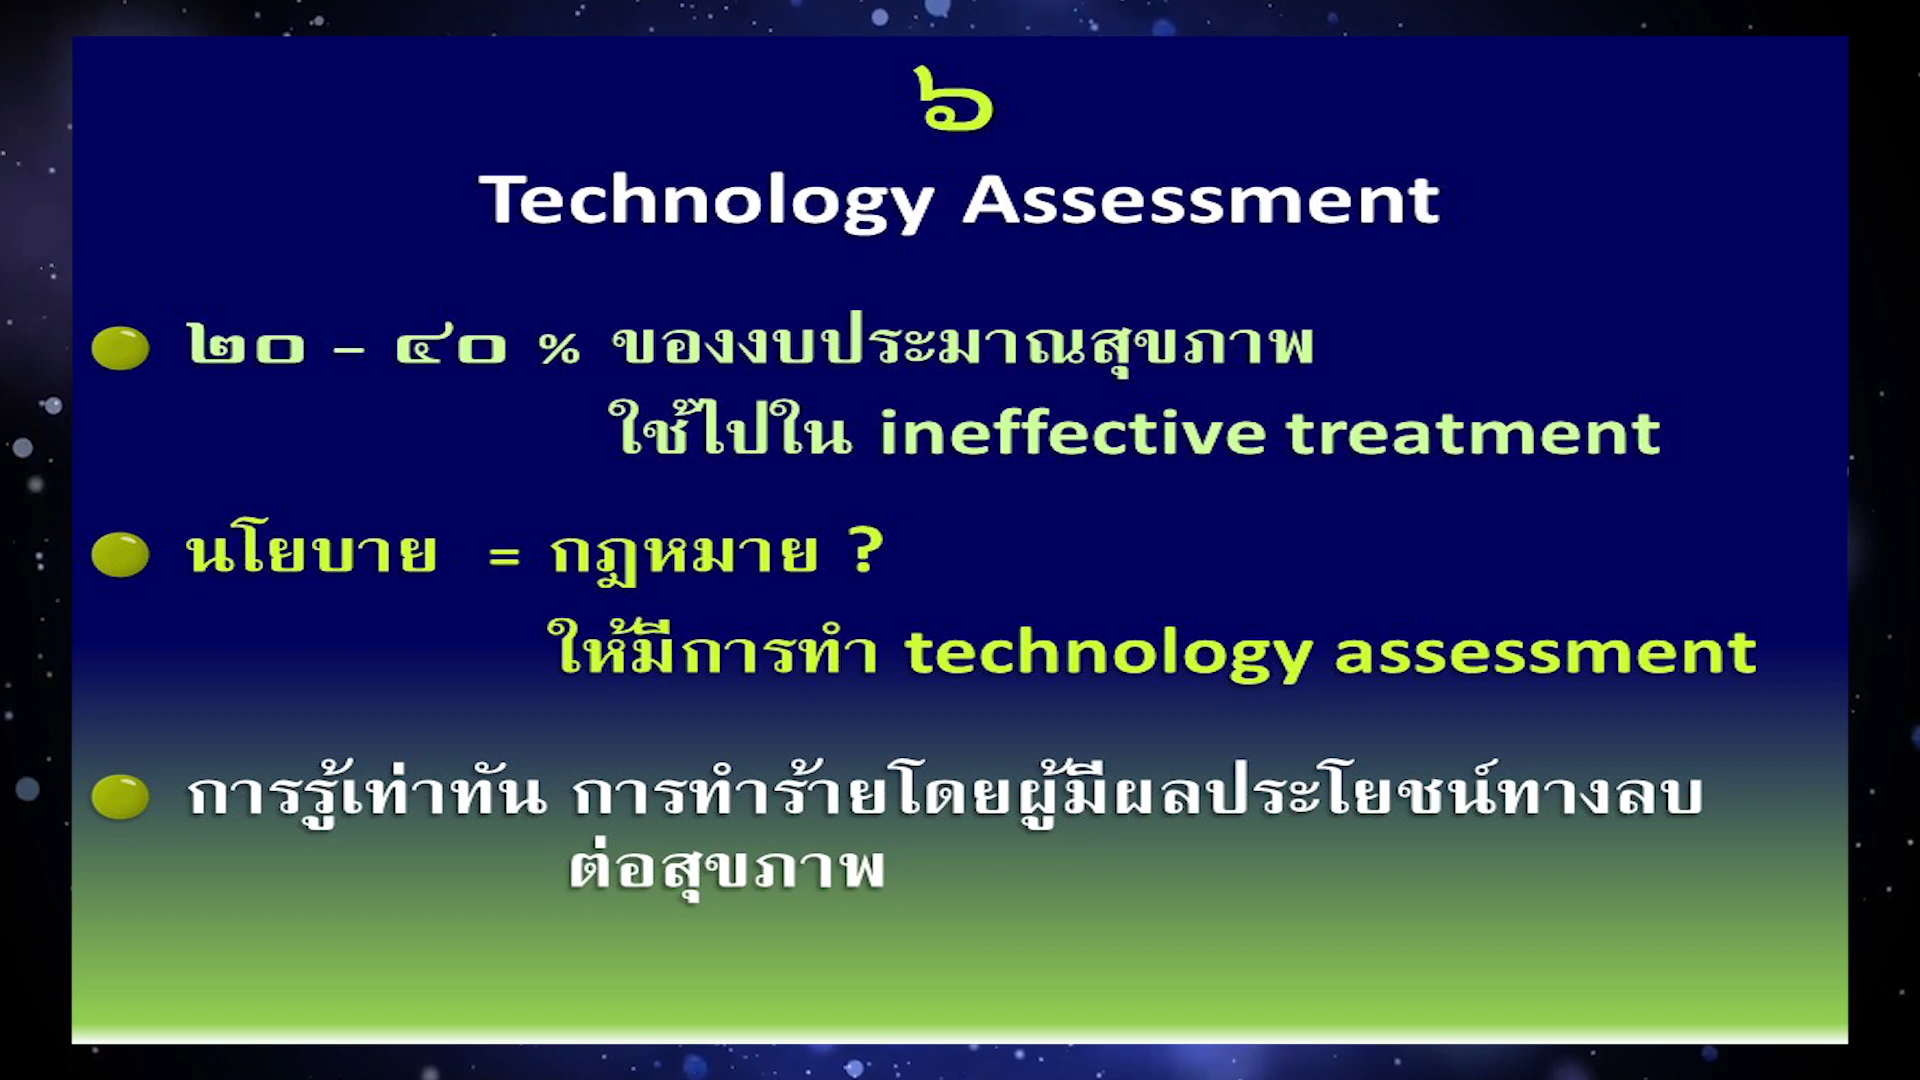 ๖
Technology Assessment
๒๐ – ๔๐ % ของงบประมาณสุขภาพ
ใช้ไปใน ineffective treatment
นโยบาย = กฎหมาย ?
ให้มีการทำ technology assessment
การรู้เท่าทัน การทำร้ายโดยผู้มีผลประโยชน์ทางลบ
ต่อสุขภาพ